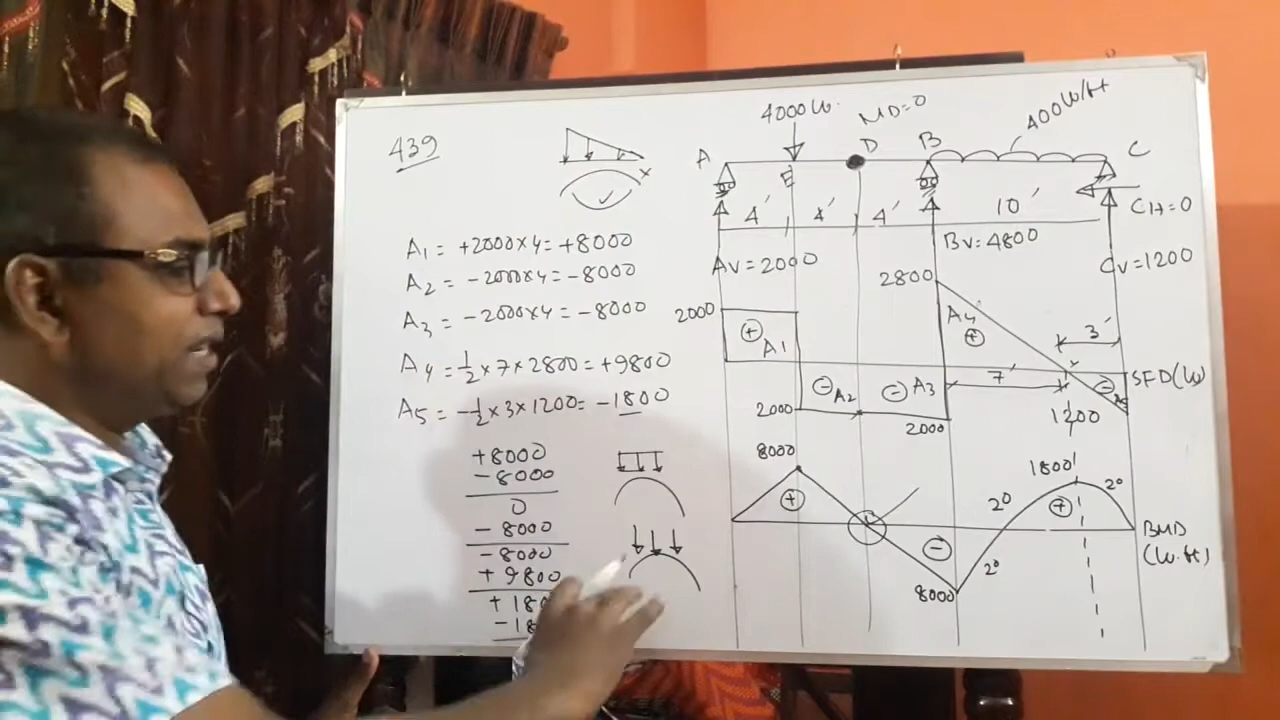 439
A1 = +2000×4 = +8000
A2 = -2000×4 = -8000
A3 = -2000×4 = -8000
A4 = 1/2 × 7 × 2800 = +9800
A5 = -1/2 × 3 × 1200 = -1800
+8000
-8000
0
-8000
-8000
+9800
+18
-18
x
4000 lb
MD=0
400 lb/ft
A
E
D
B
C
4'
4'
4'
10'
CH=0
AV=2000
BV=4800
CV=1200
2800
2000
+
A1
-
A2
-
A3
A4
+
7'
3'
-
SFD(lb)
2000
2000
1200
8000
+
-
8000
1800
2°
2°
+
2°
BMD
(lb.ft)